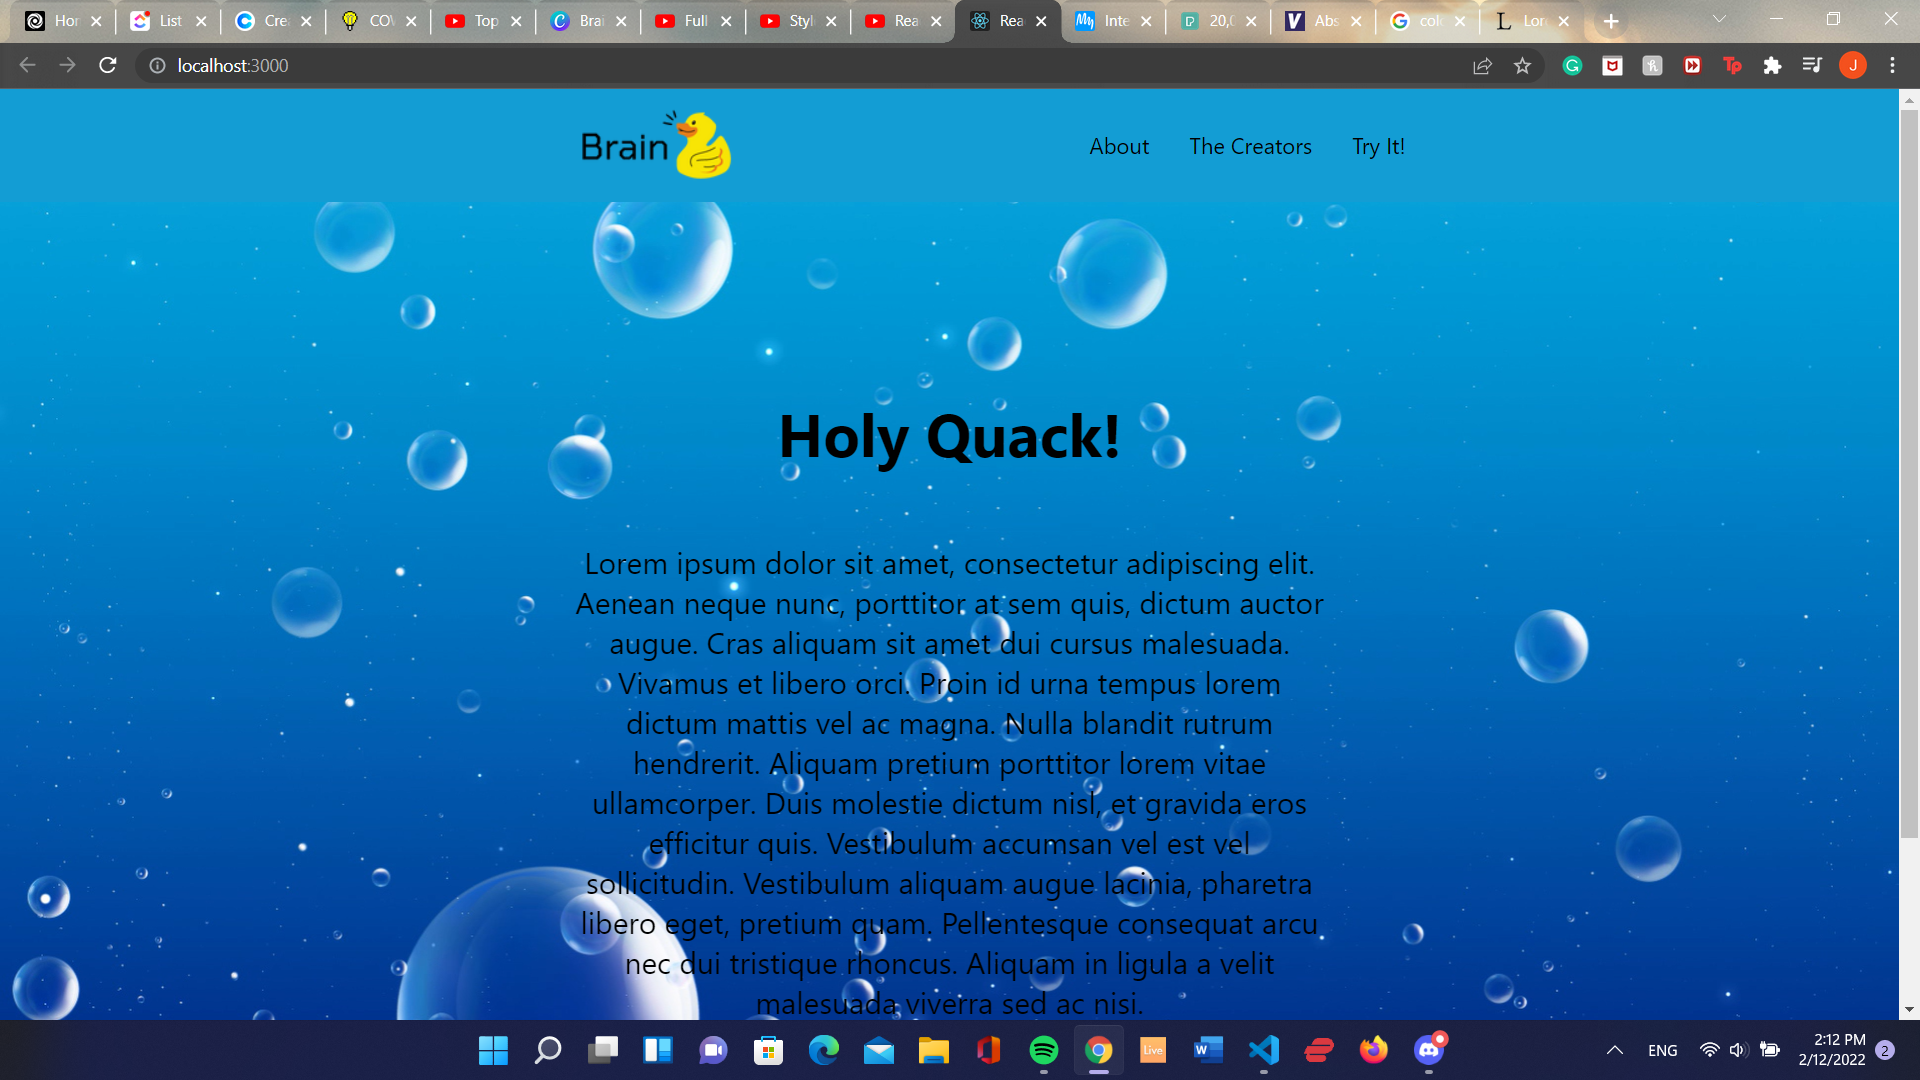 Hor
List
Crea
COV
Top
Brai
Full
Style
Rea
Rea
Inte
20,0
Abs
colo
Lore
localhost:3000
J
Brain
About
The Creators
Try It!
Holy Quack!
Lorem ipsum dolor sit amet, consectetur adipiscing elit.
Aenean neque nunc, porttitor at sem quis, dictum auctor
augue. Cras aliquam sit amet dui cursus malesuada.
Vivamus et libero orci. Proin id urna tempus lorem
dictum mattis vel ac magna. Nulla blandit rutrum
hendrerit. Aliquam pretium porttitor lorem vitae
ullamcorper. Duis molestie dictum nisl, et gravida eros
efficitur quis. Vestibulum accumsan vel est vel
sollicitudin. Vestibulum aliquam augue lacinia, pharetra
libero eget, pretium quam. Pellentesque consequat arcu
nec dui tristique rhoncus. Aliquam in ligula a velit
malesuada viverra sed ac nisi.
live
ENG
2:12 PM
2/12/2022
2